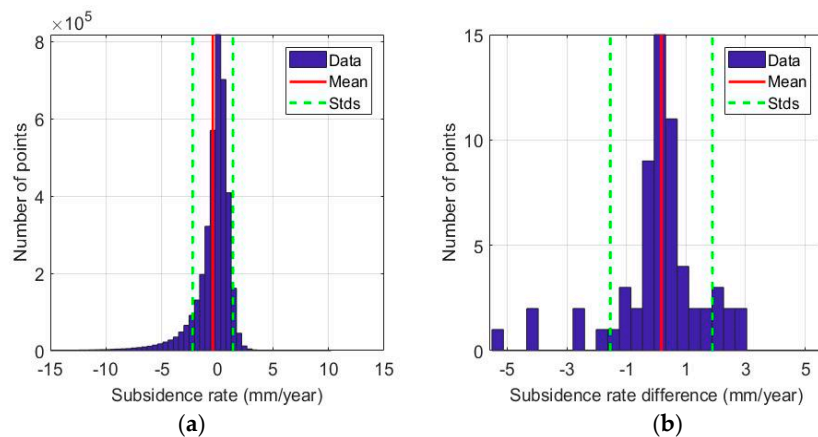 ×10⁵
8
6
4
2
0
Number of points
-15
-10
-5
0
5
10
15
Subsidence rate (mm/year)
Data
Mean
Stds
(a)
15
10
5
0
Number of points
-5
-3
-1
1
3
5
Subsidence rate difference (mm/year)
Data
Mean
Stds
(b)